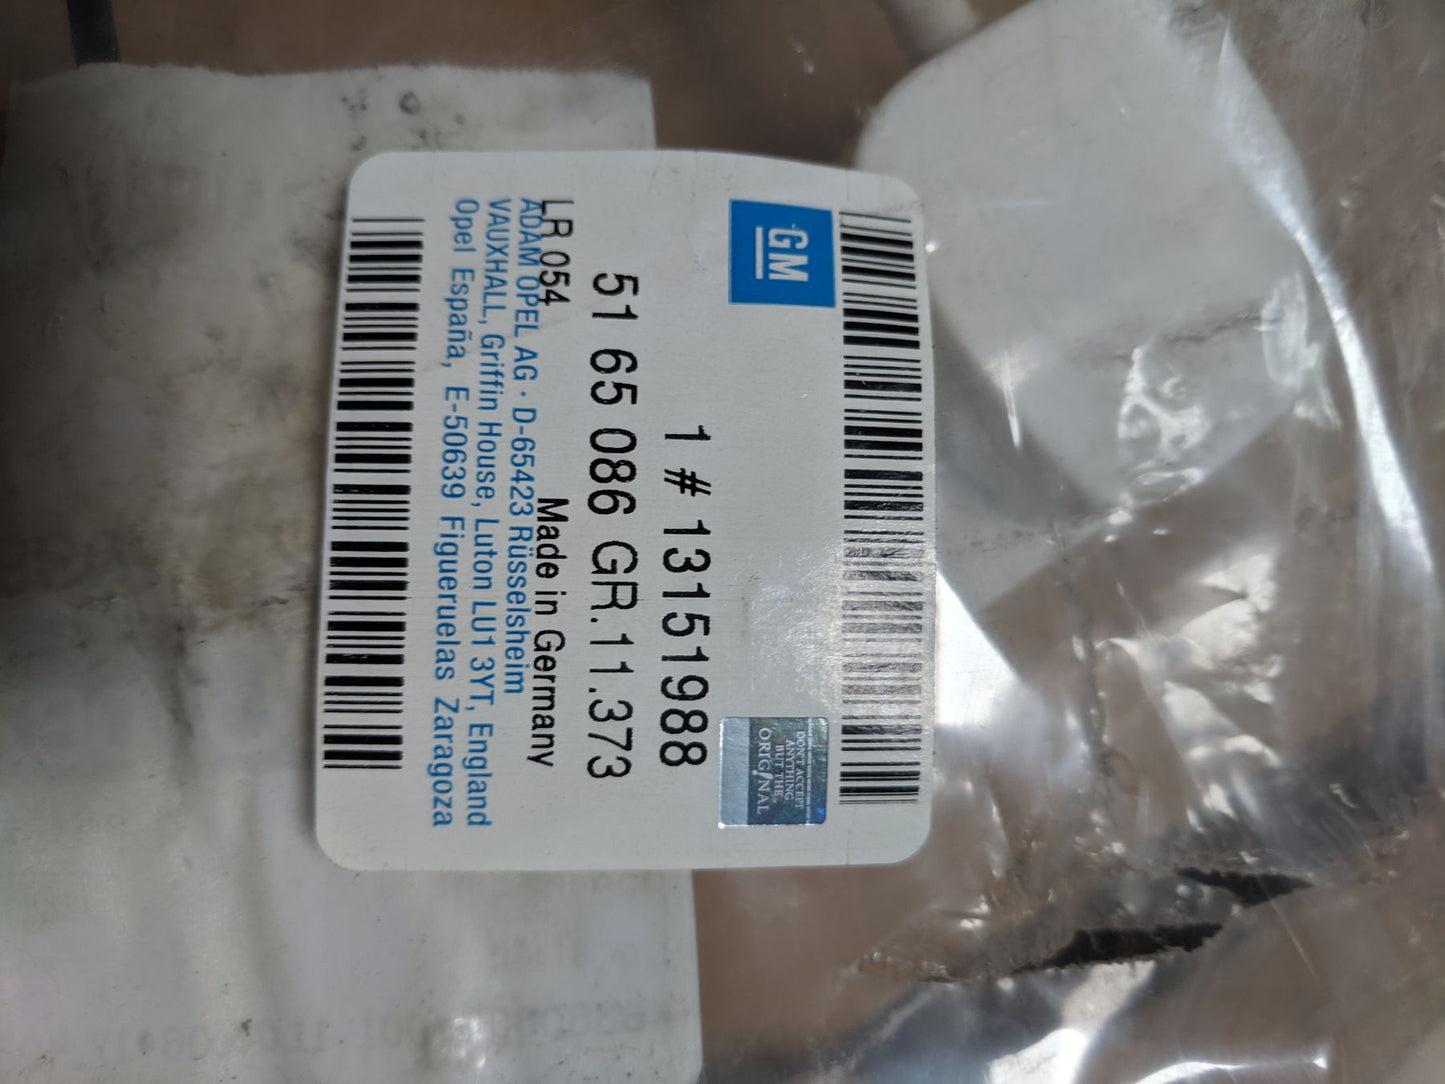 GM
1 # 13151988
51 65 086 GR.11.373
LR 054 Made in Germany
ADAM OPEL AG · D-65423 Rüsselsheim
VAUXHALL, Griffin House, Luton LU1 3YT, England
Opel España, E-50639 Figueruelas Zaragoza
DON'T ACCEPT
ANYTHING
BUT THE
ORIGINAL